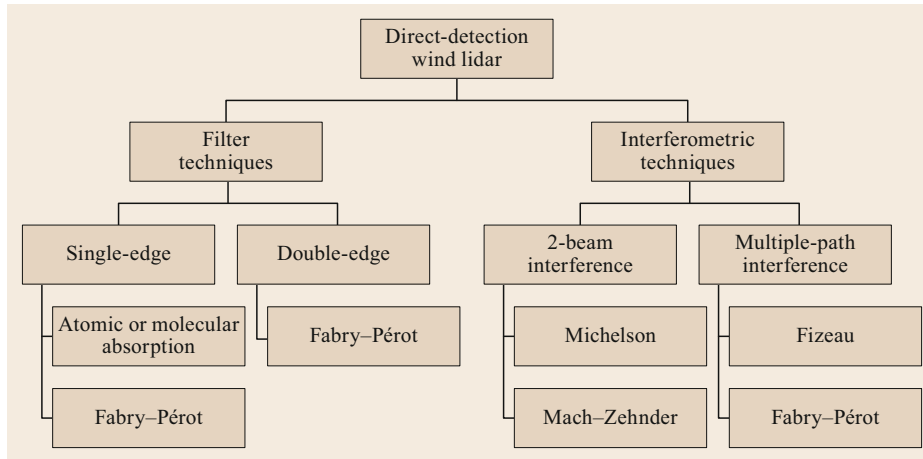 Direct-detection
wind lidar
Filter
techniques
Interferometric
techniques
Single-edge
Double-edge
2-beam
interference
Multiple-path
interference
Atomic or molecular
absorption
Fabry–Pérot
Michelson
Fizeau
Fabry–Pérot
Mach–Zehnder
Fabry–Pérot